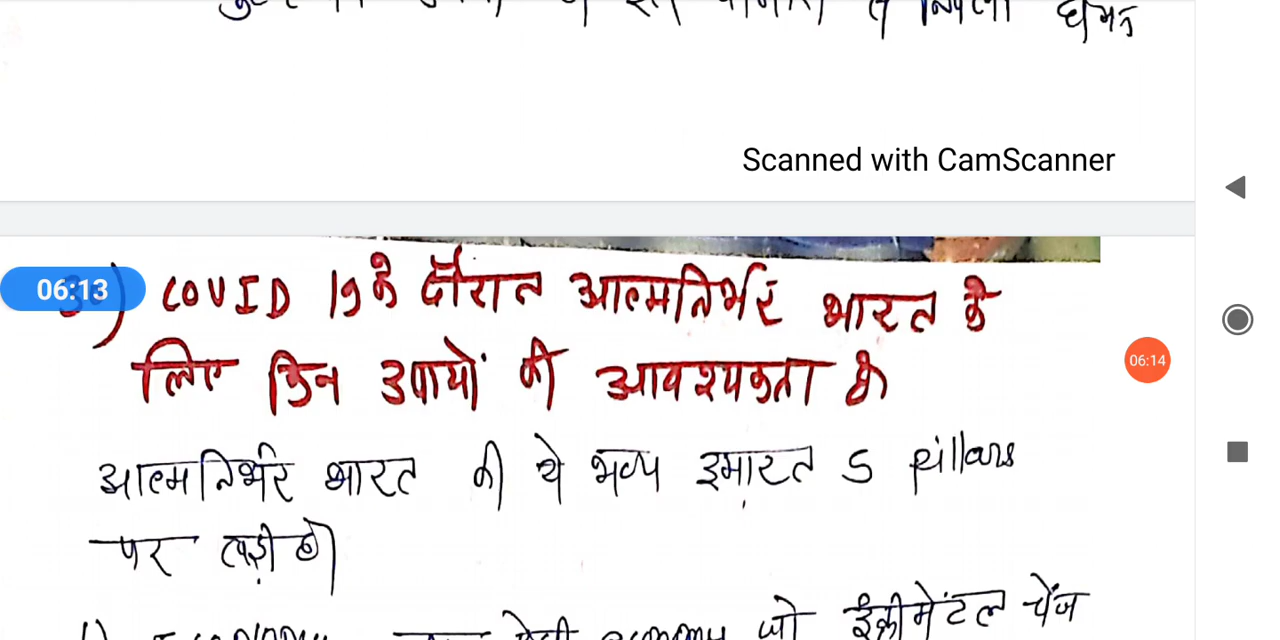 Scanned with CamScanner
06:13
) COVID 19 के दौरान आत्मनिर्भर भारत के
06:14
लिए किन उपायों की आवश्यकता है
आत्मनिर्भर भारत की ये भव्य इमारत 5 pillars
पर खड़ी है।
economy जो इंक्रीमेंटल चेंज